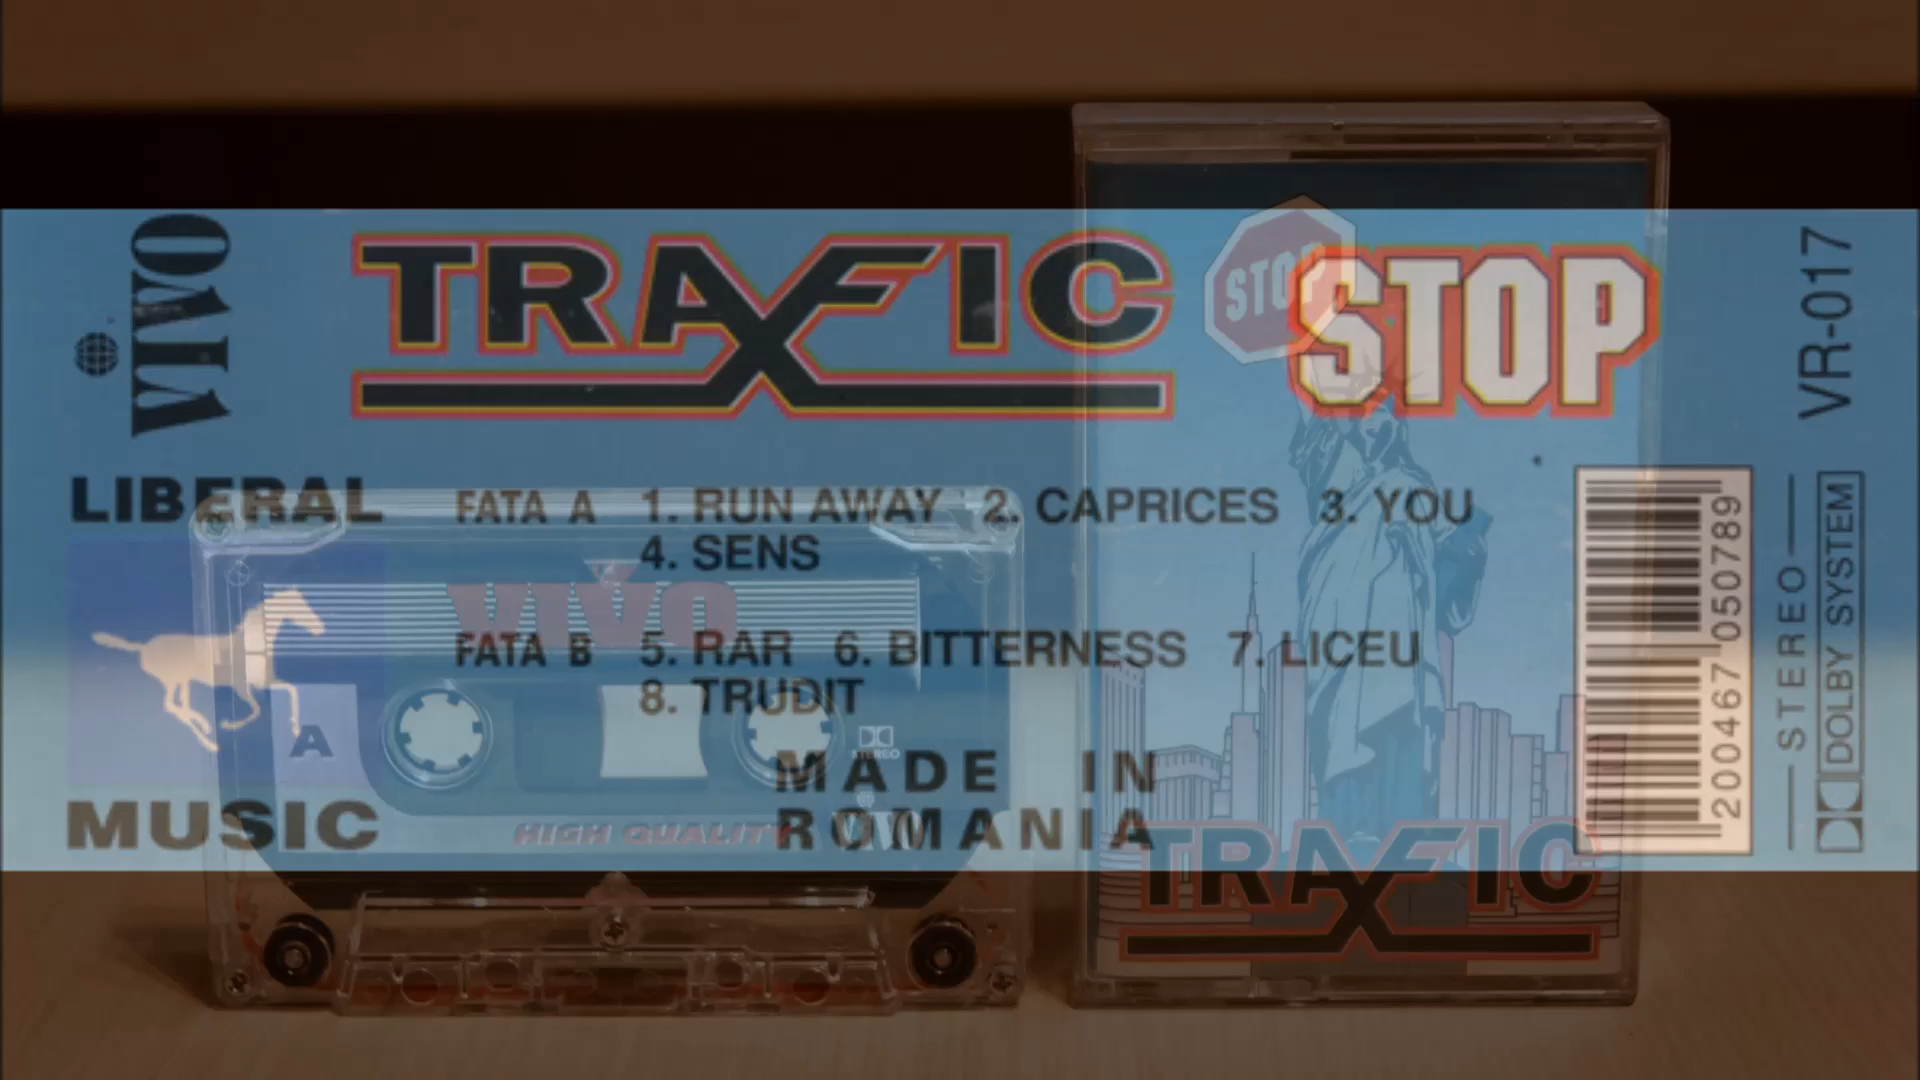 VIVO
TRAFIC
STOP
STOP
VR-017
LIBERAL
MUSIC
FATA A 1. RUN AWAY 2. CAPRICES 3. YOU
4. SENS
FATA B 5. RAR 6. BITTERNESS 7. LICEU
8. TRUDIT
MADE IN
ROMANIA
200467 050789
STEREO
DOLBY SYSTEM
VIVO
A
STEREO
HIGH QUALITY
VIVO
TRAFIC